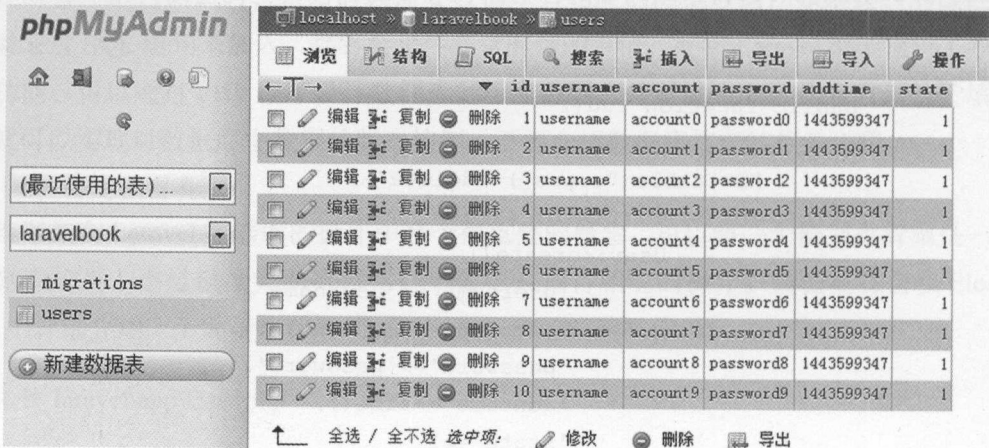 phpMyAdmin
(最近使用的表) ...
laravelbook
migrations
users
新建数据表
localhost » laravelbook » users
浏览 结构 SQL 搜索 插入 导出 导入 操作
←T→ id username account password addtime state
编辑 复制 删除 1 username account0 password0 1443599347 1
编辑 复制 删除 2 username account1 password1 1443599347 1
编辑 复制 删除 3 username account2 password2 1443599347 1
编辑 复制 删除 4 username account3 password3 1443599347 1
编辑 复制 删除 5 username account4 password4 1443599347 1
编辑 复制 删除 6 username account5 password5 1443599347 1
编辑 复制 删除 7 username account6 password6 1443599347 1
编辑 复制 删除 8 username account7 password7 1443599347 1
编辑 复制 删除 9 username account8 password8 1443599347 1
编辑 复制 删除 10 username account9 password9 1443599347 1
全选 / 全不选 选中项: 修改 删除 导出